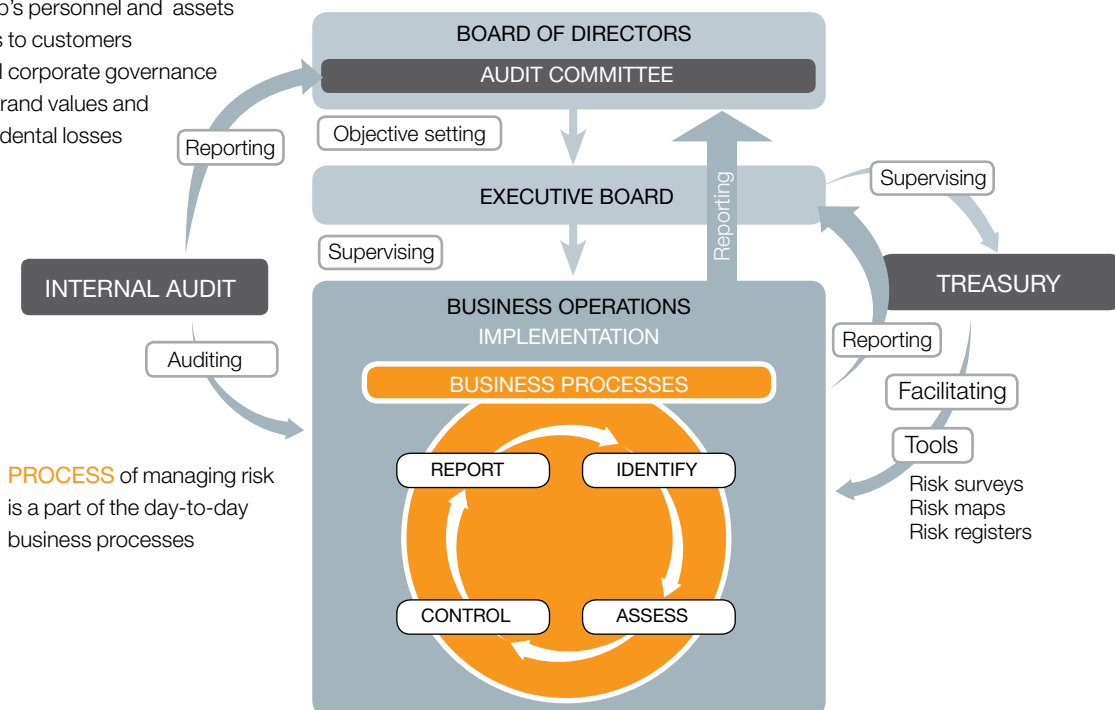 personnel and assets
to customers
corporate governance
brand values and
losses
BOARD OF DIRECTORS
AUDIT COMMITTEE
Objective setting
Reporting
EXECUTIVE BOARD
Supervising
Supervising
Reporting
INTERNAL AUDIT
TREASURY
BUSINESS OPERATIONS
IMPLEMENTATION
Auditing
Reporting
BUSINESS PROCESSES
Facilitating
Tools
Risk surveys
Risk maps
Risk registers
REPORT
IDENTIFY
CONTROL
ASSESS
PROCESS of managing risk
is a part of the day-to-day
business processes